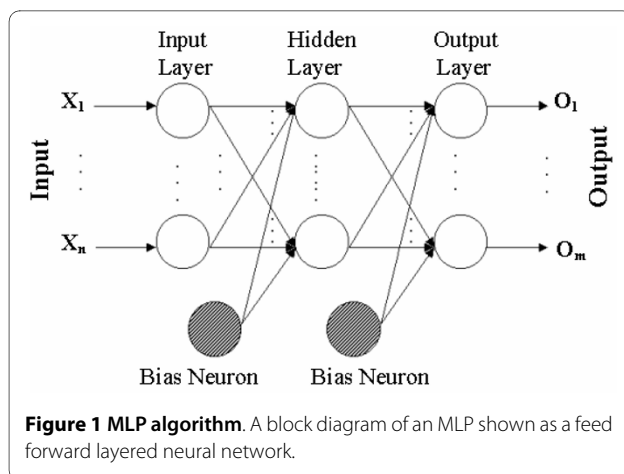 Input Layer
Hidden Layer
Output Layer
X1
O1
Input
Output
Xn
Om
Bias Neuron
Bias Neuron
Figure 1 MLP algorithm. A block diagram of an MLP shown as a feed
forward layered neural network.